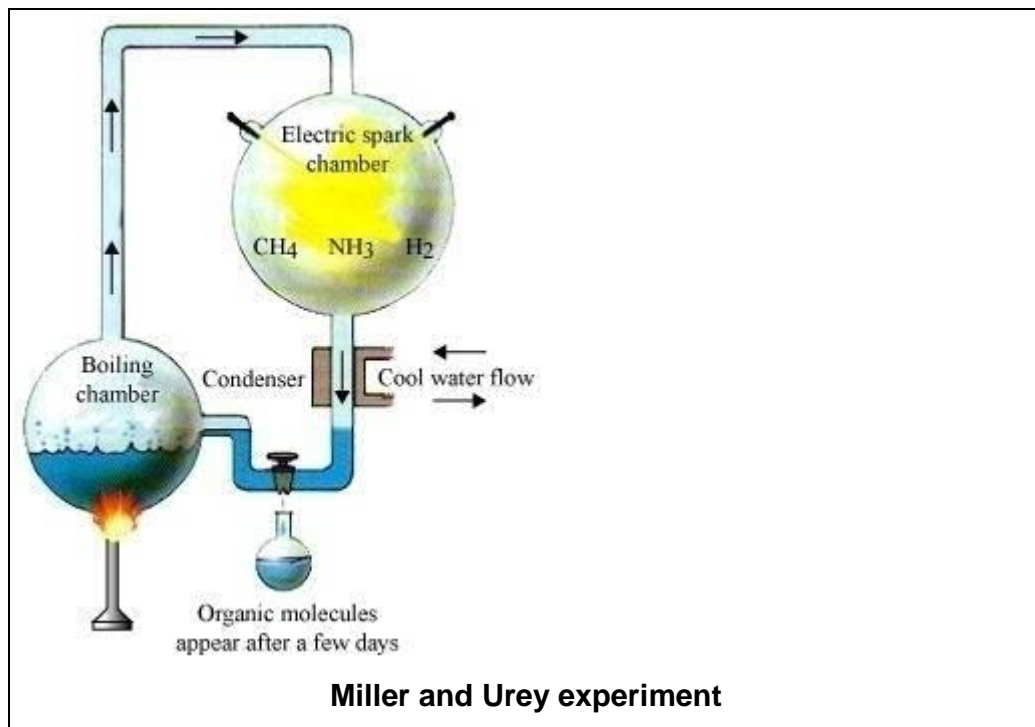 Electric spark
chamber
CH4 NH3 H2
Boiling
chamber
Condenser
Cool water flow
Organic molecules
appear after a few days
Miller and Urey experiment